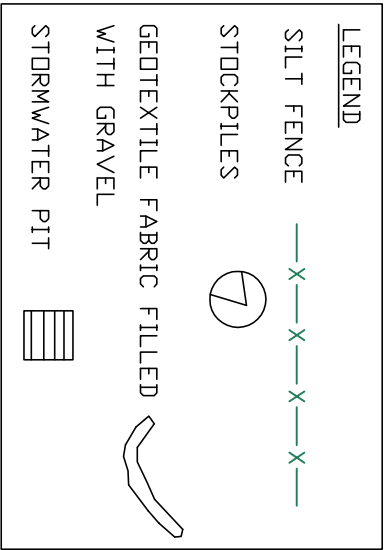 LEGEND
SILT FENCE
STOCKPILES
GEOTEXTILE FABRIC FILLED
WITH GRAVEL
STORMWATER PIT